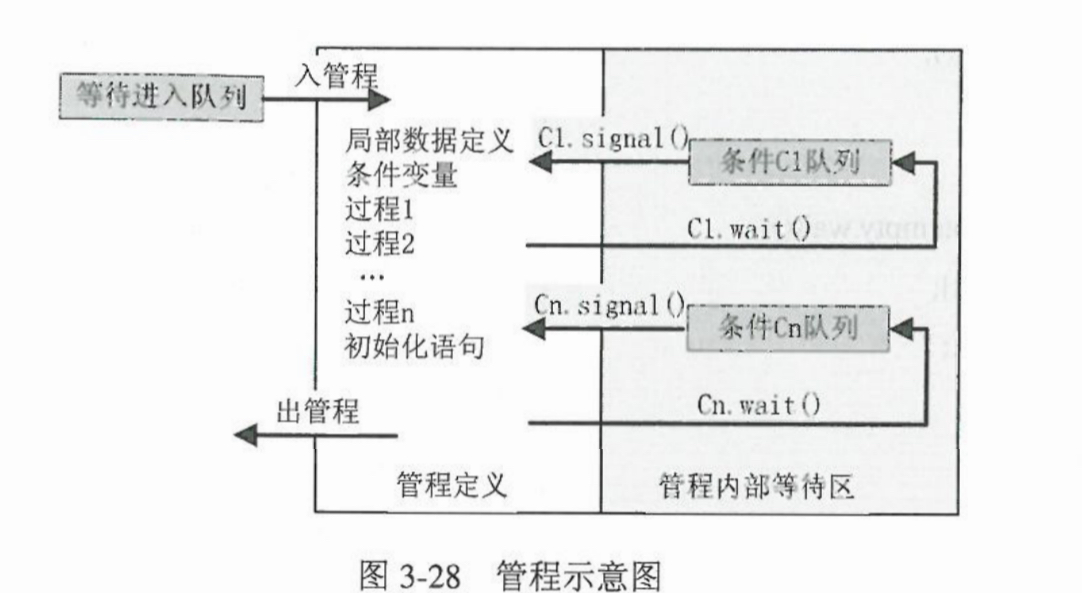 入管程
等待进入队列
局部数据定义
条件变量
过程1
过程2
…
过程n
初始化语句
C1.signal()
条件C1队列
C1.wait()
Cn.signal()
条件Cn队列
Cn.wait()
出管程
管程定义
管程内部等待区
图 3-28 管程示意图